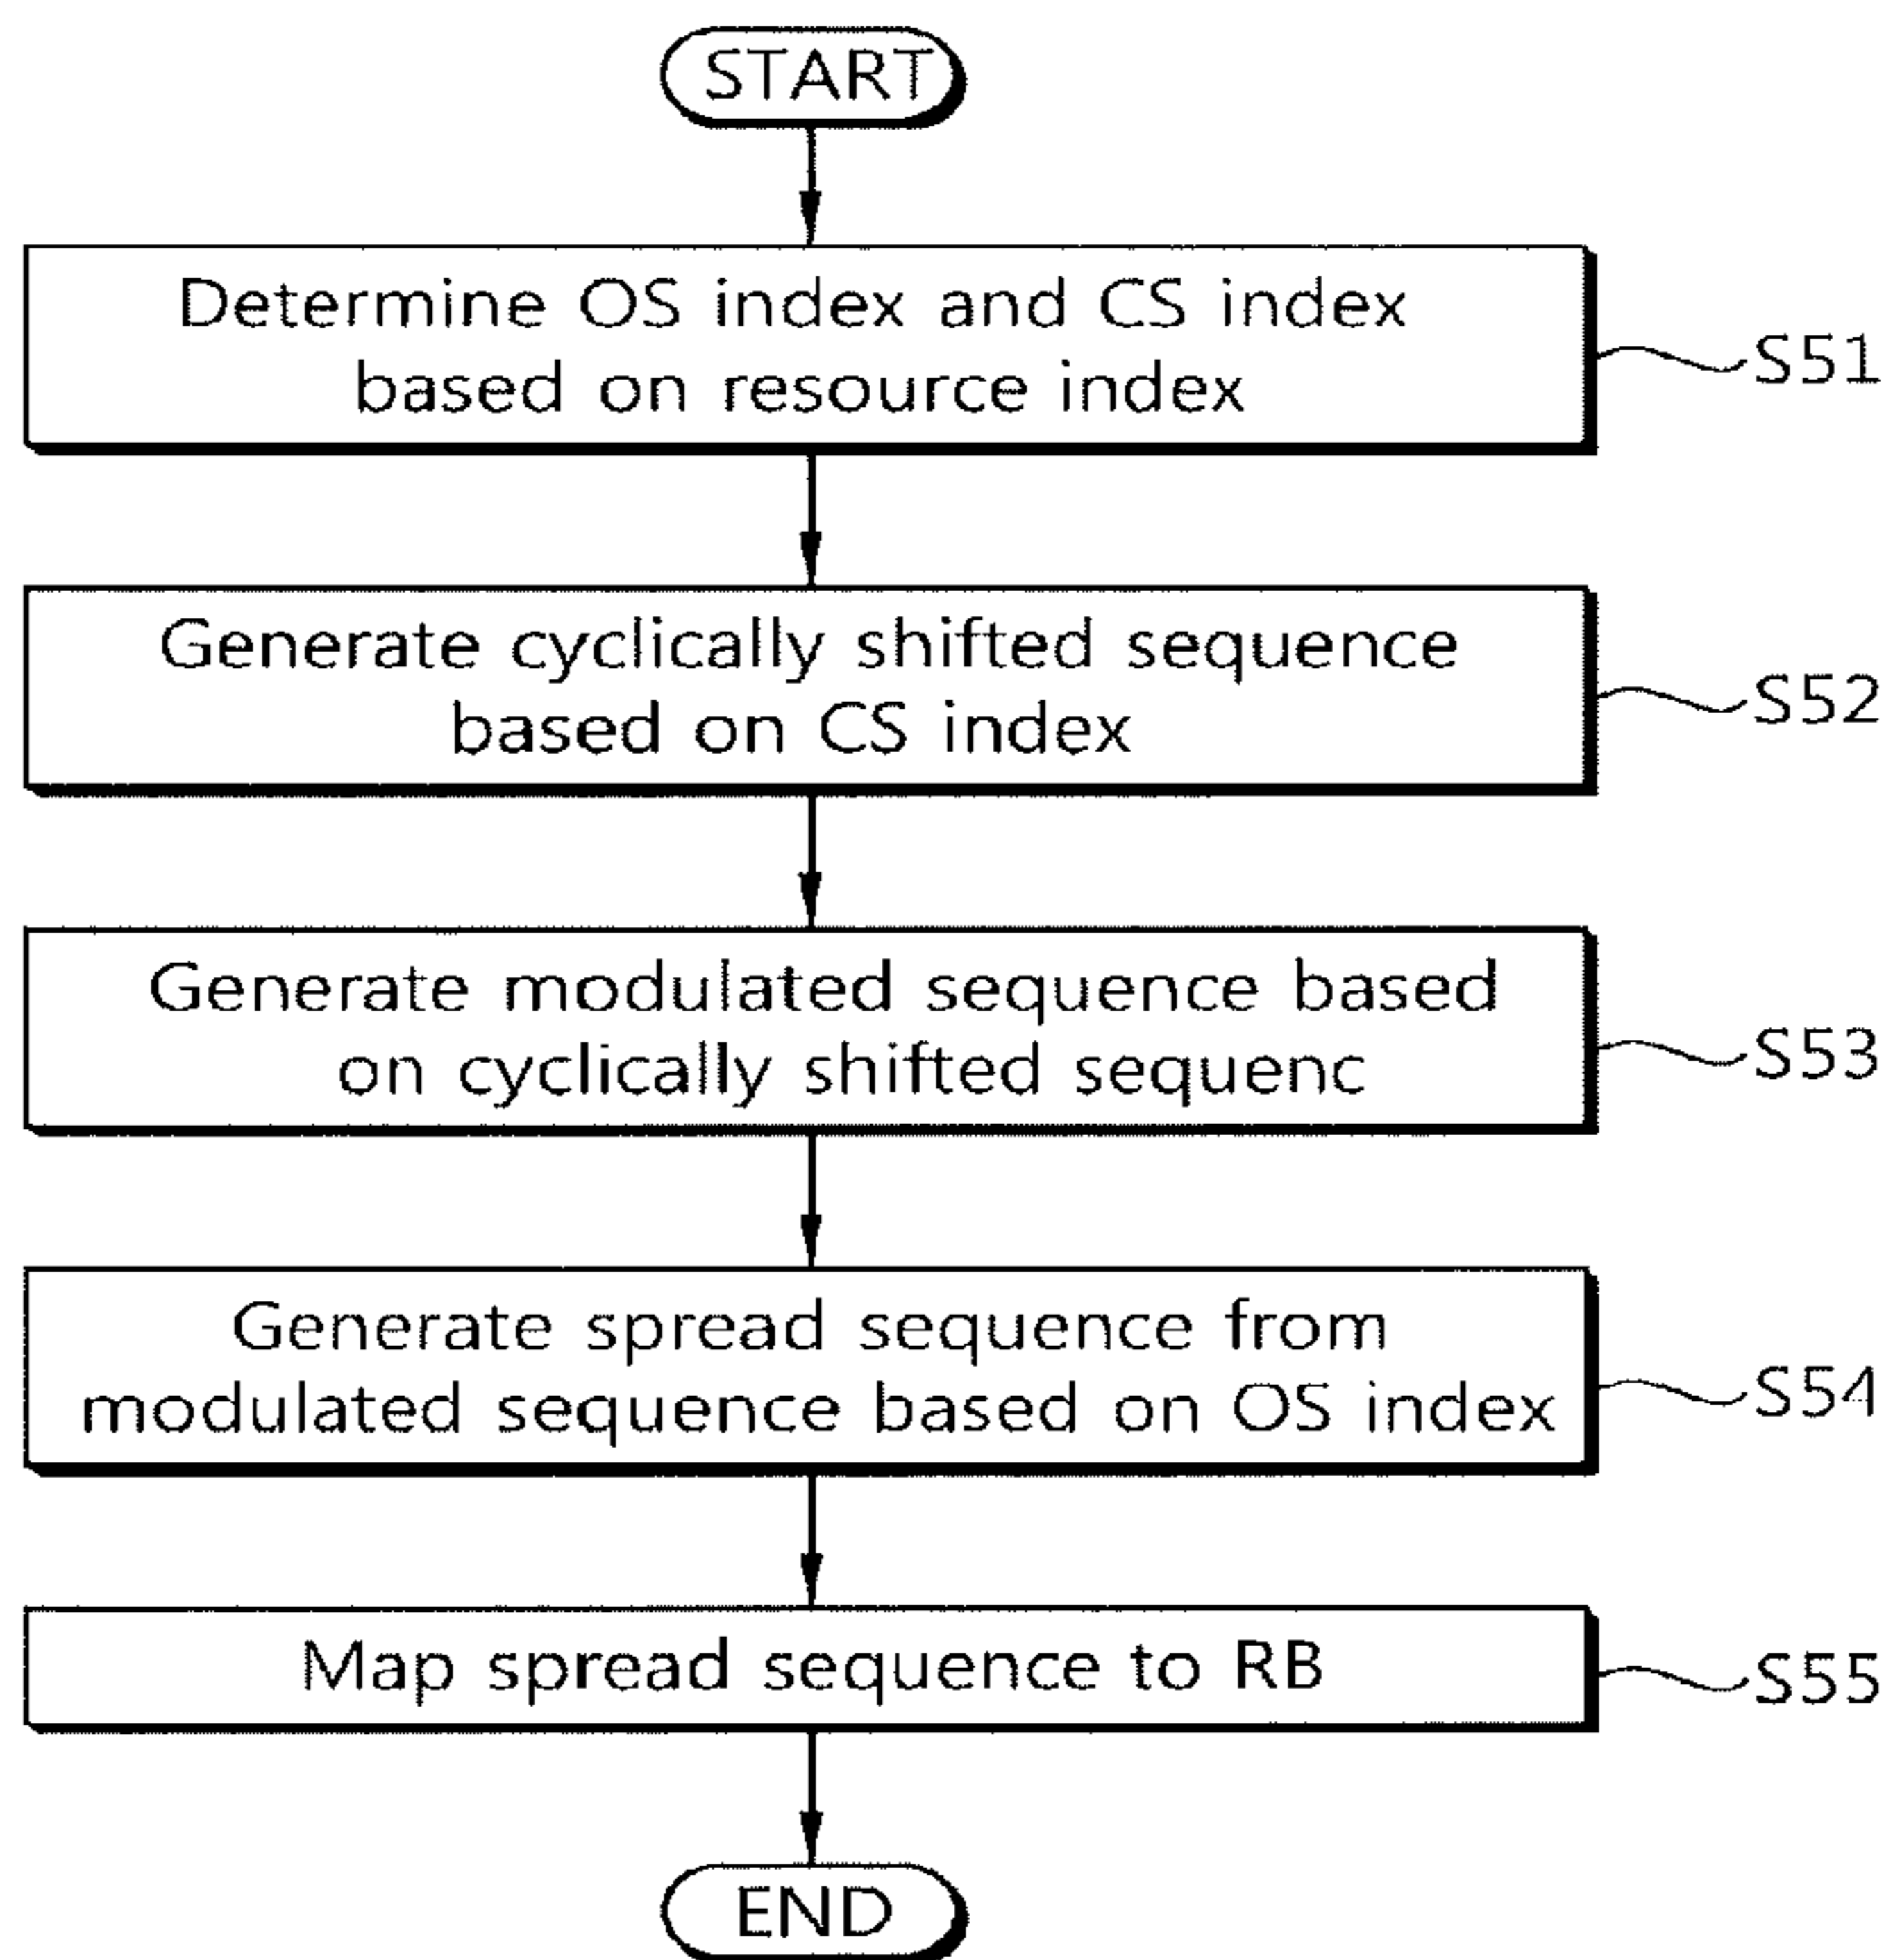 START
Determine OS index and CS index
based on resource index
S51
Generate cyclically shifted sequence
based on CS index
S52
Generate modulated sequence based
on cyclically shifted sequenc
S53
Generate spread sequence from
modulated sequence based on OS index
S54
Map spread sequence to RB
S55
END